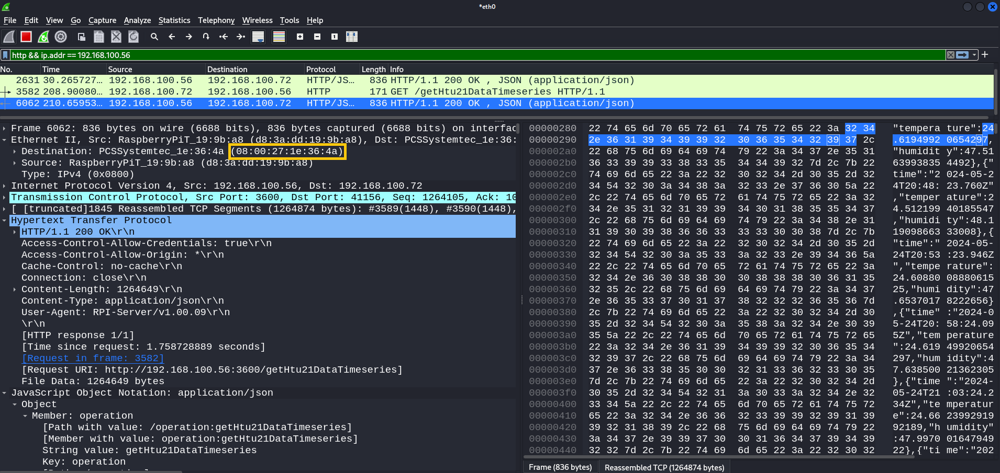 *eth0
File Edit View Go Capture Analyze Statistics Telephony Wireless Tools Help
http && ip.addr == 192.168.100.56
No. Time Source Destination Protocol Length Info
2631 30.265727… 192.168.100.56 192.168.100.72 HTTP/JS… 836 HTTP/1.1 200 OK , JSON (application/json)
3582 208.90080… 192.168.100.72 192.168.100.56 HTTP 171 GET /getHtu21DataTimeseries HTTP/1.1
6062 210.65953… 192.168.100.56 192.168.100.72 HTTP/JS… 836 HTTP/1.1 200 OK , JSON (application/json)
Frame 6062: 836 bytes on wire (6688 bits), 836 bytes captured (6688 bits) on interfac
Ethernet II, Src: RaspberryPiT_19:9b:a8 (d8:3a:dd:19:9b:a8), Dst: PCSSystemtec_1e:36:
Destination: PCSSystemtec_1e:36:4a (08:00:27:1e:36:4a)
Source: RaspberryPiT_19:9b:a8 (d8:3a:dd:19:9b:a8)
Type: IPv4 (0x0800)
Internet Protocol Version 4, Src: 192.168.100.56, Dst: 192.168.100.72
Transmission Control Protocol, Src Port: 3600, Dst Port: 41156, Seq: 1264105, Ack: 10
[ [truncated]1845 Reassembled TCP Segments (1264874 bytes): #3589(1448), #3590(1448),
Hypertext Transfer Protocol
HTTP/1.1 200 OK\r\n
Access-Control-Allow-Credentials: true\r\n
Access-Control-Allow-Origin: *\r\n
Cache-Control: no-cache\r\n
Connection: close\r\n
Content-Length: 1264649\r\n
Content-Type: application/json\r\n
User-Agent: RPI-Server/v1.00.09\r\n
\r\n
[HTTP response 1/1]
[Time since request: 1.758728889 seconds]
[Request in frame: 3582]
[Request URI: http://192.168.100.56:3600/getHtu21DataTimeseries]
File Data: 1264649 bytes
JavaScript Object Notation: application/json
Object
Member: operation
[Path with value: /operation:getHtu21DataTimeseries]
[Member with value: operation:getHtu21DataTimeseries]
String value: getHtu21DataTimeseries
Key: operation
00000280 22 74 65 6d 70 65 72 61 74 75 72 65 22 3a 32 34 "tempera ture":24
00000290 2e 36 31 39 34 39 39 32 30 36 35 34 32 39 37 2c .6194992 0654297,
000002a0 22 68 75 6d 69 64 69 74 79 22 3a 34 37 2e 35 31 "humidit y":47.51
000002b0 36 33 39 39 33 38 33 35 34 34 39 32 7d 2c 7b 22 63993835 4492},{"
000002c0 74 69 6d 65 22 3a 22 32 30 32 34 2d 30 35 2d 32 time":"2 024-05-2
000002d0 34 54 32 30 3a 34 38 3a 32 33 2e 37 36 30 5a 22 4T20:48: 23.760Z"
000002e0 2c 22 74 65 6d 70 65 72 61 74 75 72 65 22 3a 32 ,"temper ature":2
000002f0 34 2e 35 31 32 31 39 39 34 30 31 38 35 35 34 37 4.512199 40185547
00000300 2c 22 68 75 6d 69 64 69 74 79 22 3a 34 38 2e 31 ,"humidi ty":48.1
00000310 31 39 30 39 38 36 36 33 33 33 30 30 38 7d 2c 7b 19098663 33008},{
00000320 22 74 69 6d 65 22 3a 22 32 30 32 34 2d 30 35 2d "time":" 2024-05-
00000330 32 34 54 32 30 3a 35 33 3a 32 33 2e 39 34 36 5a 24T20:53 :23.946Z
00000340 22 2c 22 74 65 6d 70 65 72 61 74 75 72 65 22 3a ","tempe rature":
00000350 32 34 2e 36 30 38 38 30 30 38 38 38 30 36 31 35 24.60880 08880615
00000360 32 35 2c 22 68 75 6d 69 64 69 74 79 22 3a 34 37 25,"humi dity":47
00000370 2e 36 35 33 37 30 31 37 38 32 32 32 36 35 36 7d .6537017 8222656}
00000380 2c 7b 22 74 69 6d 65 22 3a 22 32 30 32 34 2d 30 ,{"time" :"2024-0
00000390 35 2d 32 34 54 32 30 3a 35 38 3a 32 34 2e 30 39 5-24T20: 58:24.09
000003a0 35 5a 22 2c 22 74 65 6d 70 65 72 61 74 75 72 65 5Z","tem perature
000003b0 22 3a 32 34 2e 36 31 39 34 39 39 32 30 36 35 34 ":24.619 49920654
000003c0 32 39 37 2c 22 68 75 6d 69 64 69 74 79 22 3a 34 297,"hum idity":4
000003d0 37 2e 36 33 38 35 30 30 32 31 33 36 32 33 30 35 7.638500 21362305
000003e0 7d 2c 7b 22 74 69 6d 65 22 3a 22 32 30 32 34 2d },{"time ":"2024-
000003f0 30 35 2d 32 34 54 32 31 3a 30 33 3a 32 34 2e 32 05-24T21 :03:24.2
00000400 33 34 5a 22 2c 22 74 65 6d 70 65 72 61 74 75 72 34Z","te mperatur
00000410 65 22 3a 32 34 2e 36 36 32 33 39 39 32 39 31 39 e":24.66 23992919
00000420 39 32 31 38 39 2c 22 68 75 6d 69 64 69 74 79 22 92189,"h umidity"
00000430 3a 34 37 2e 39 39 37 30 30 31 36 34 37 39 34 39 :47.9970 01647949
00000440 32 32 7d 2c 7b 22 74 69 6d 65 22 3a 22 32 30 32 22},{"ti me":"202
Frame (836 bytes) Reassembled TCP (1264874 bytes)